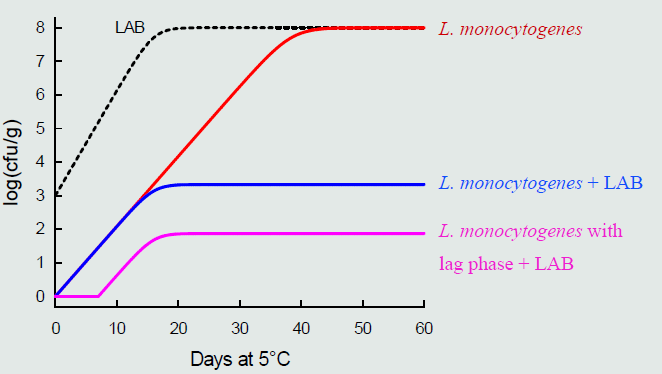 LAB
L. monocytogenes
8
7
6
5
4
3
2
1
0
log(cfu/g)
L. monocytogenes + LAB
L. monocytogenes with
lag phase + LAB
0 10 20 30 40 50 60
Days at 5°C